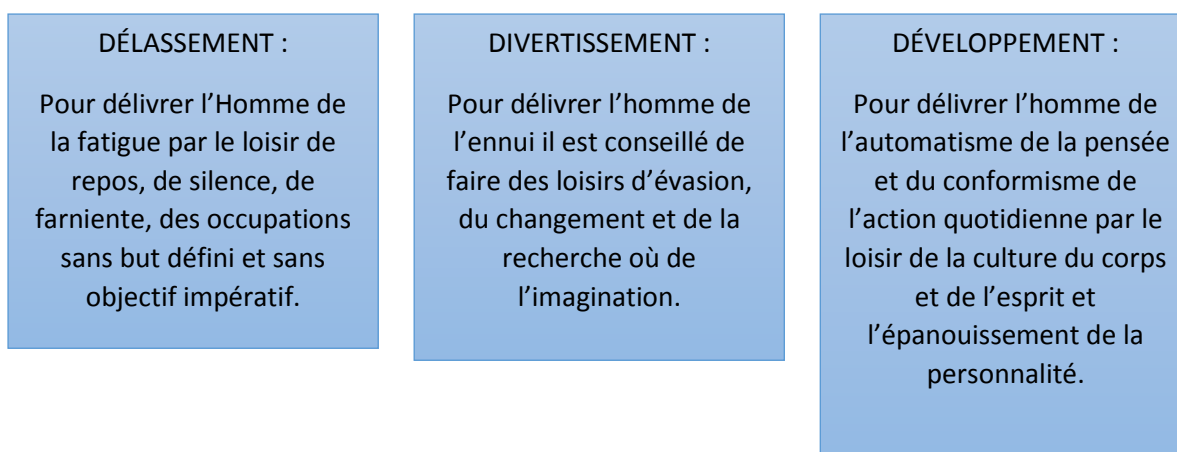 DÉLASSEMENT :
Pour délivrer l’Homme de
la fatigue par le loisir de
repos, de silence, de
farniente, des occupations
sans but défini et sans
objectif impératif.
DIVERTISSEMENT :
Pour délivrer l’homme de
l’ennui il est conseillé de
faire des loisirs d’évasion,
du changement et de la
recherche où de
l’imagination.
DÉVELOPPEMENT :
Pour délivrer l’homme de
l’automatisme de la pensée
et du conformisme de
l’action quotidienne par le
loisir de la culture du corps
et de l’esprit et
l’épanouissement de la
personnalité.